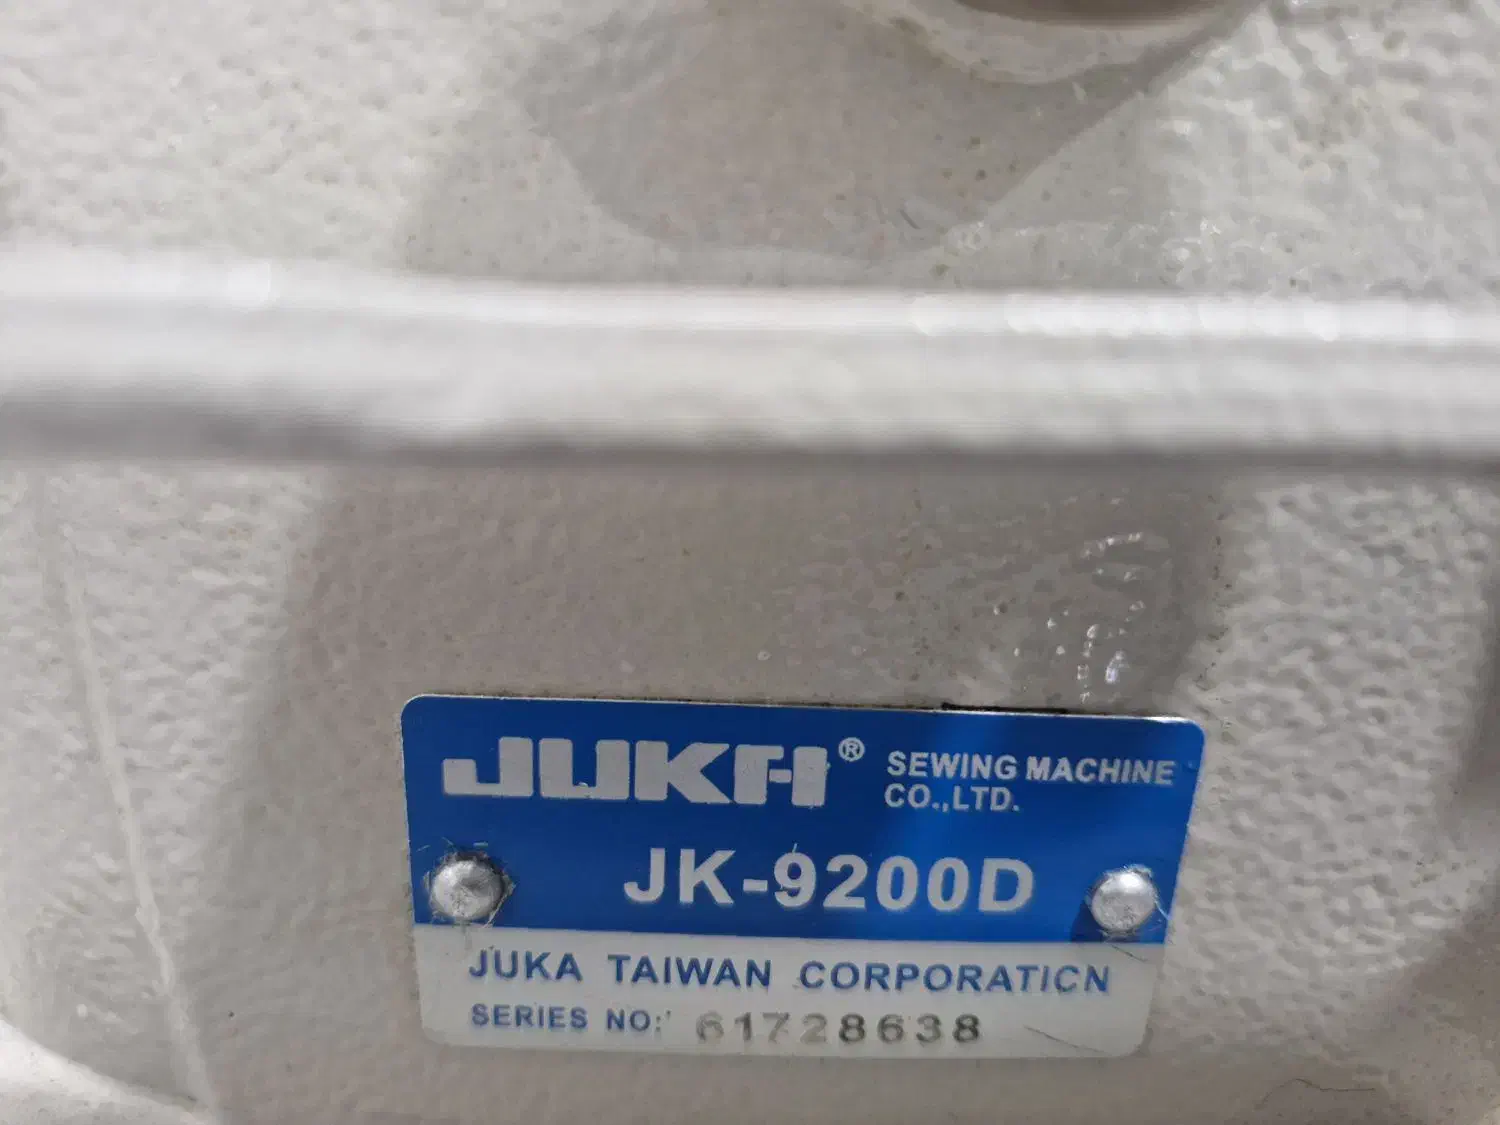 JUKA® SEWING MACHINE
CO.,LTD.
JK-9200D
JUKA TAIWAN CORPORATICN
SERIES NO: 61728638